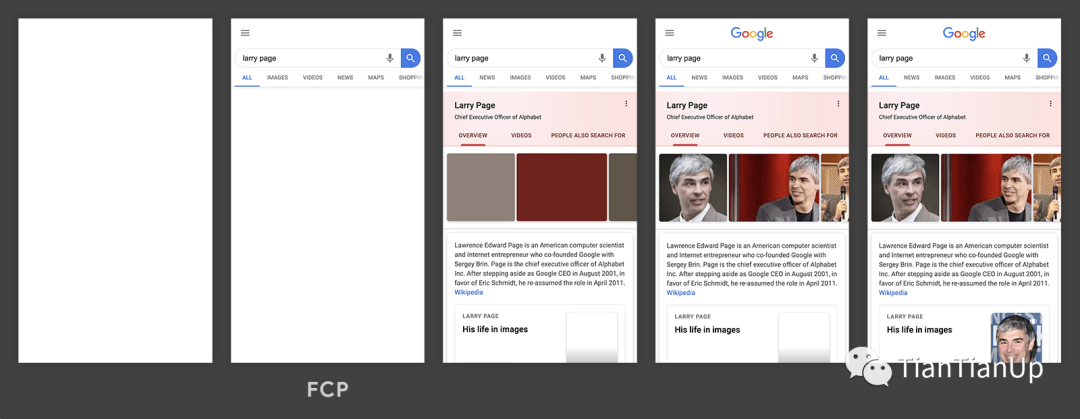 larry page
ALL IMAGES VIDEOS NEWS MAPS SHOPPIN
FCP
larry page
ALL NEWS IMAGES VIDEOS MAPS SHOPPIN
Larry Page
Chief Executive Officer of Alphabet
OVERVIEW VIDEOS PEOPLE ALSO SEARCH FOR
Lawrence Edward Page is an American computer scientist
and Internet entrepreneur who co-founded Google with
Sergey Brin. Page is the chief executive officer of Alphabet
Inc. After stepping aside as Google CEO in August 2001, in
favor of Eric Schmidt, he re-assumed the role in April 2011.
Wikipedia
LARRY PAGE
His life in images
Google
larry page
ALL NEWS IMAGES VIDEOS MAPS SHOPPIN
Larry Page
Chief Executive Officer of Alphabet
OVERVIEW VIDEOS PEOPLE ALSO SEARCH FOR
Lawrence Edward Page is an American computer scientist
and Internet entrepreneur who co-founded Google with
Sergey Brin. Page is the chief executive officer of Alphabet
Inc. After stepping aside as Google CEO in August 2001, in
favor of Eric Schmidt, he re-assumed the role in April 2011.
Wikipedia
LARRY PAGE
His life in images
Google
larry page
ALL NEWS IMAGES VIDEOS MAPS SHOPPIN
Larry Page
Chief Executive Officer of Alphabet
OVERVIEW VIDEOS PEOPLE ALSO SEARCH FOR
Lawrence Edward Page is an American computer scientist
and Internet entrepreneur who co-founded Google with
Sergey Brin. Page is the chief executive officer of Alphabet
Inc. After stepping aside as Google CEO in August 2001, in
favor of Eric Schmidt, he re-assumed the role in April 2011.
Wikipedia
LARRY PAGE
His life in images
TianTianUp